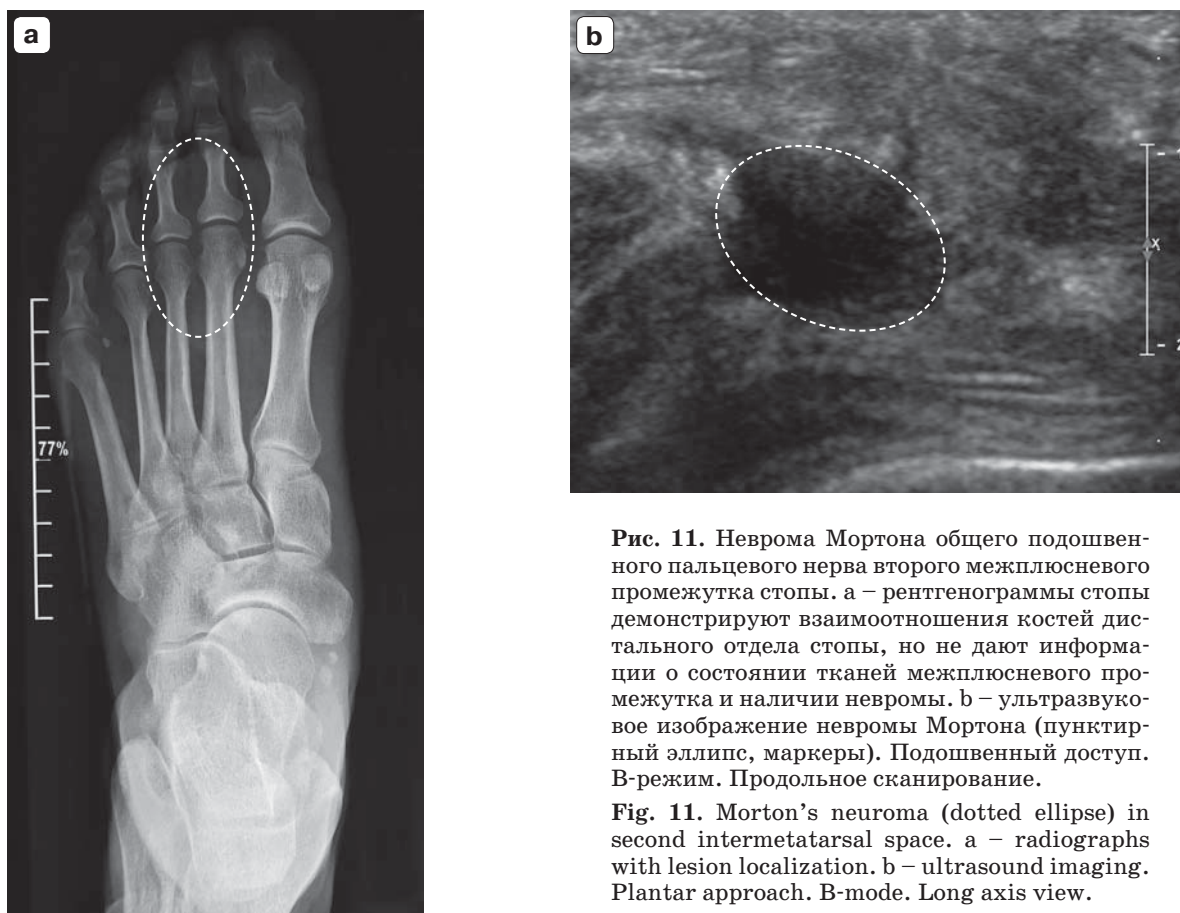 a
77%
b
- 1
x
- 2
Рис. 11. Неврома Мортона общего подошвен-
ного пальцевого нерва второго межплюсневого
промежутка стопы. а – рентгенограммы стопы
демонстрируют взаимоотношения костей дис-
тального отдела стопы, но не дают информа-
ции о состоянии тканей межплюсневого про-
межутка и наличии невромы. b – ультразвуко-
вое изображение невромы Мортона (пунктир-
ный эллипс, маркеры). Подошвенный доступ.
В-режим. Продольное сканирование.
Fig. 11. Morton’s neuroma (dotted ellipse) in
second intermetatarsal space. a – radiographs
with lesion localization. b – ultrasound imaging.
Plantar approach. B-mode. Long axis view.